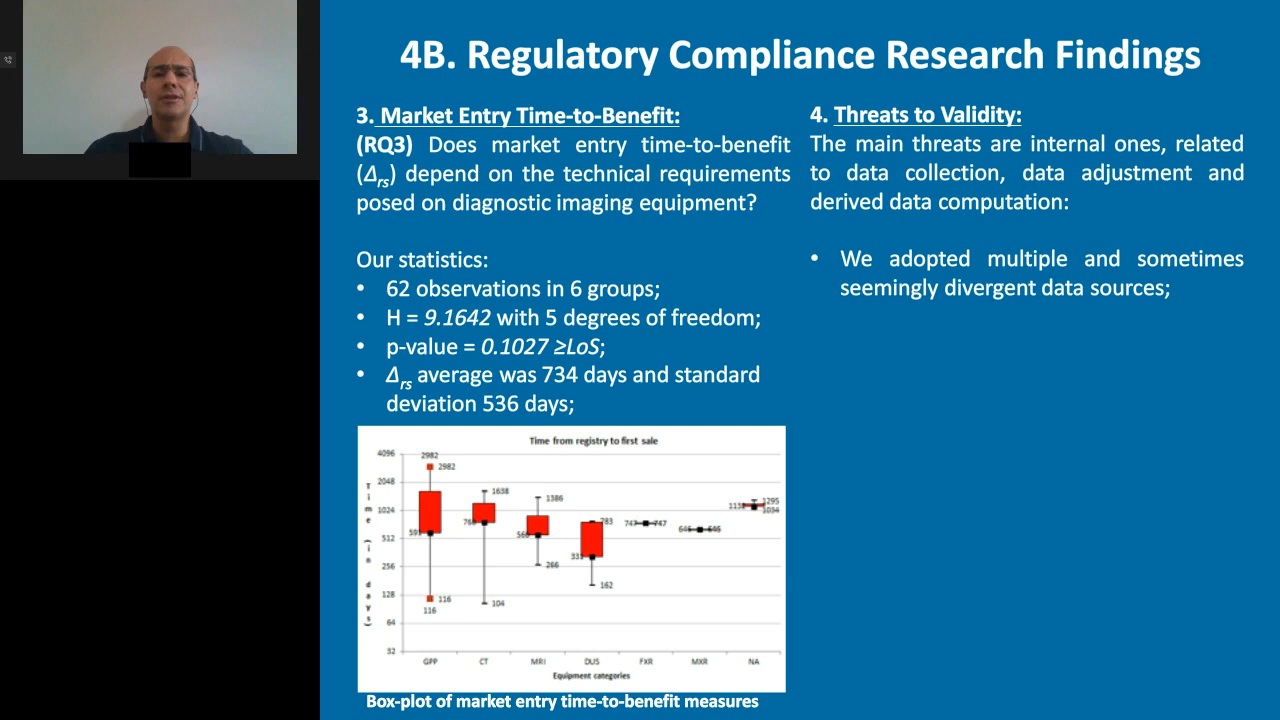 4B. Regulatory Compliance Research Findings
3. Market Entry Time-to-Benefit:
(RQ3) Does market entry time-to-benefit
(Δrs) depend on the technical requirements
posed on diagnostic imaging equipment?
Our statistics:
• 62 observations in 6 groups;
• H = 9.1642 with 5 degrees of freedom;
• p-value = 0.1027 ≥LoS;
• Δrs average was 734 days and standard
deviation 536 days;
Time from registry to first sale
Time (in days)
4096
2048
1024
512
256
128
64
32
2982
2982
591
116
116
1638
768
104
1386
566
266
783
331
162
747
747
646
646
1295
1034
GPP CT MRI DUS FXR MXR NA
Equipment categories
Box-plot of market entry time-to-benefit measures
4. Threats to Validity:
The main threats are internal ones, related
to data collection, data adjustment and
derived data computation:
• We adopted multiple and sometimes
seemingly divergent data sources;